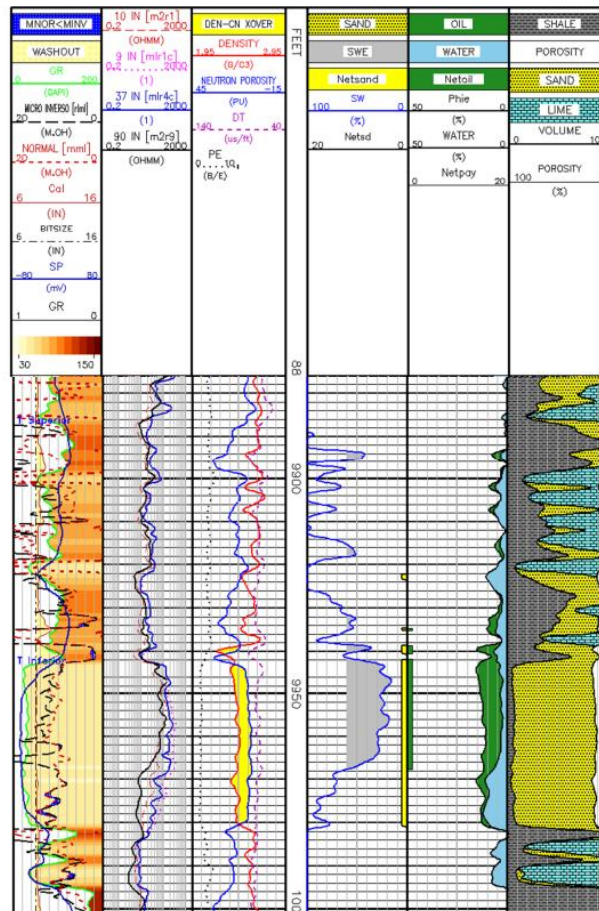 MNOR<MINV
WASHOUT
GR
0 200
(GAPI)
MICRO INVERSO [rlml]
20 0
(M.OH)
NORMAL [rnml]
20 0
(M.OH)
Cal
6 16
(IN)
BITSIZE
6 16
(IN)
SP
-80 80
(mV)
GR
1 0
30 150
10 IN [m2r1]
0.2 2000
(OHMM)
9 IN [mlr1c]
0.2 2000
(1)
37 IN [mlr4c]
0.2 2000
(1)
90 IN [m2r9]
0.2 2000
(OHMM)
DEN-CN XOVER
DENSITY
1.95 2.95
(G/C3)
NEUTRON POROSITY
45 -15
(PU)
DT
140 40
(us/ft)
PE
0 10
(B/E)
FEET
SAND
SWE
Netsand
SW
100 0
(%)
Netsd
20 0
OIL
WATER
Netoil
Phie
50 0
(%)
WATER
50 0
(%)
Netpay
0 20
SHALE
POROSITY
SAND
LIME
VOLUME
0
POROSITY
100
(%)
T Superior
T Inferior
88
9900
9950
100